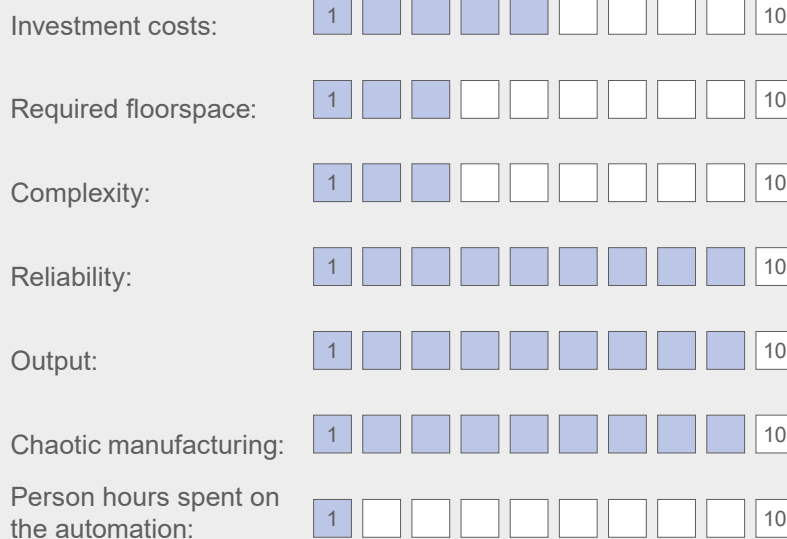 Investment costs: 1 10
Required floorspace: 1 10
Complexity: 1 10
Reliability: 1 10
Output: 1 10
Chaotic manufacturing: 1 10
Person hours spent on
the automation: 1 10